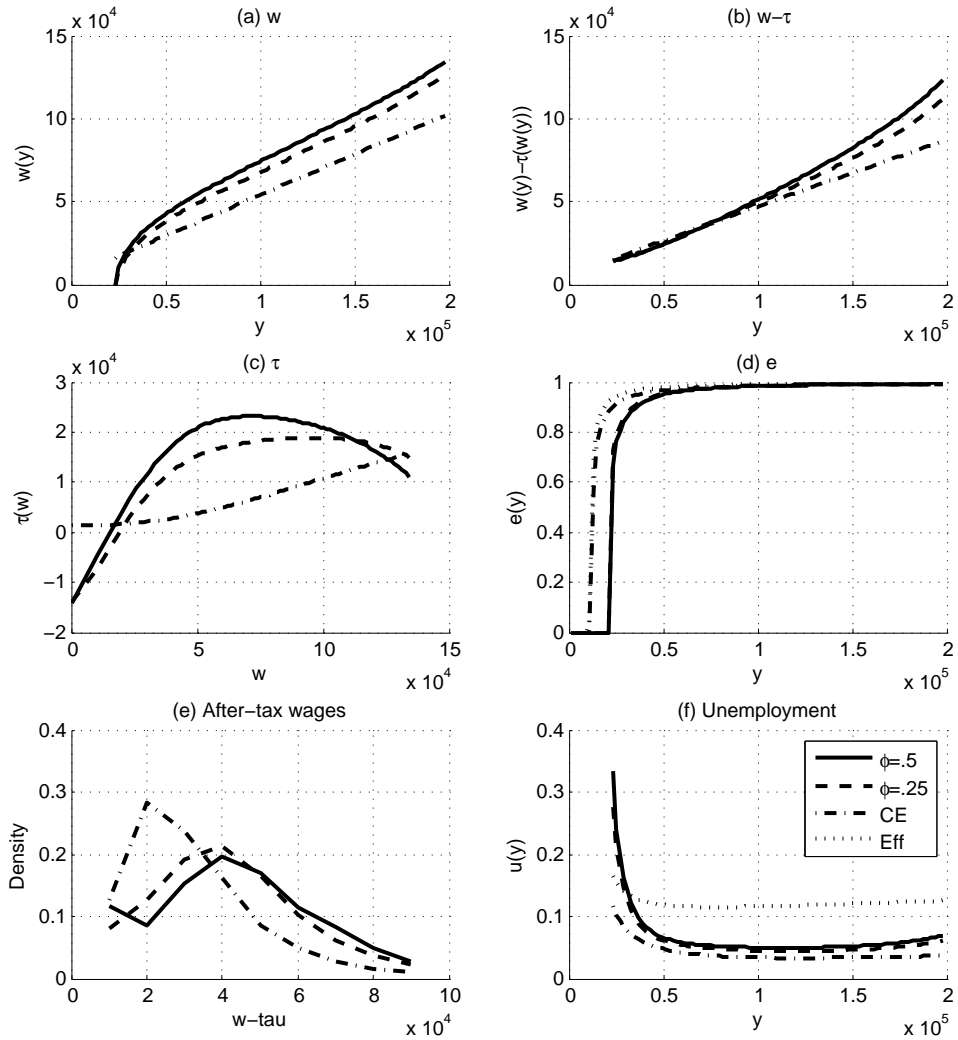 (a) w
x 10^4
15
10
5
0
w(y)
0 0.5 1 1.5 2
y
x 10^5
(b) w−τ
x 10^4
15
10
5
0
w(y)−τ(w(y))
0 0.5 1 1.5 2
y
x 10^5
(c) τ
x 10^4
3
2
1
0
−1
−2
τ(w)
0 5 10 15
w
x 10^4
(d) e
1
0.8
0.6
0.4
0.2
0
e(y)
0 0.5 1 1.5 2
y
x 10^5
(e) After−tax wages
0.4
0.3
0.2
0.1
0
Density
0 2 4 6 8 10
w−tau
x 10^4
(f) Unemployment
0.4
0.3
0.2
0.1
0
u(y)
0 0.5 1 1.5 2
y
x 10^5
ϕ=.5
ϕ=.25
CE
Eff